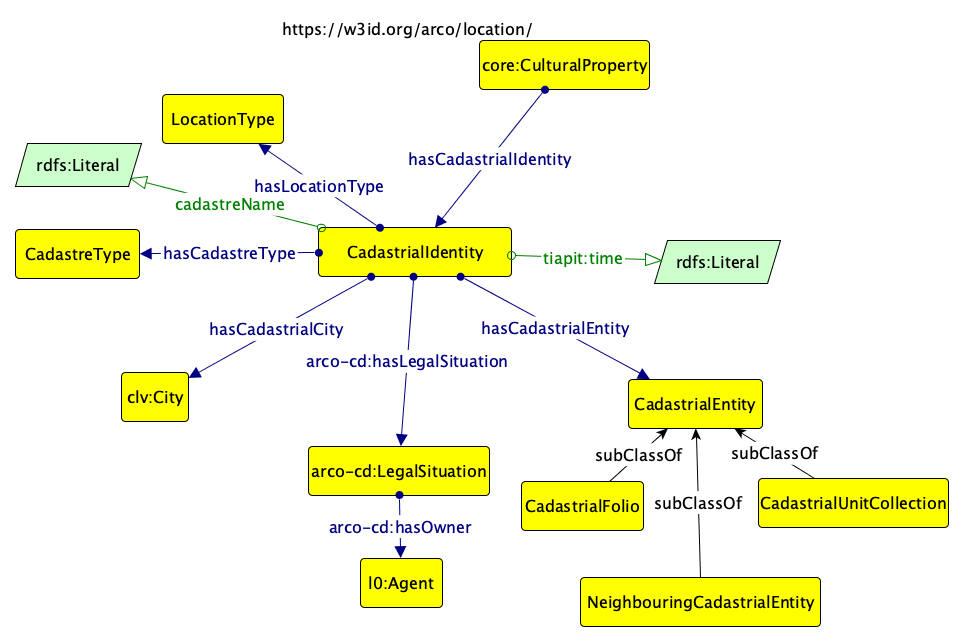 https://w3id.org/arco/location/
core:CulturalProperty
LocationType
hasCadastrialIdentity
rdfs:Literal
hasLocationType
cadastreName
CadastreType
hasCadastreType
CadastrialIdentity
tiapit:time
rdfs:Literal
hasCadastrialCity
hasCadastrialEntity
arco-cd:hasLegalSituation
clv:City
CadastrialEntity
subClassOf
subClassOf
arco-cd:LegalSituation
CadastrialFolio
subClassOf
CadastrialUnitCollection
arco-cd:hasOwner
l0:Agent
NeighbouringCadastrialEntity